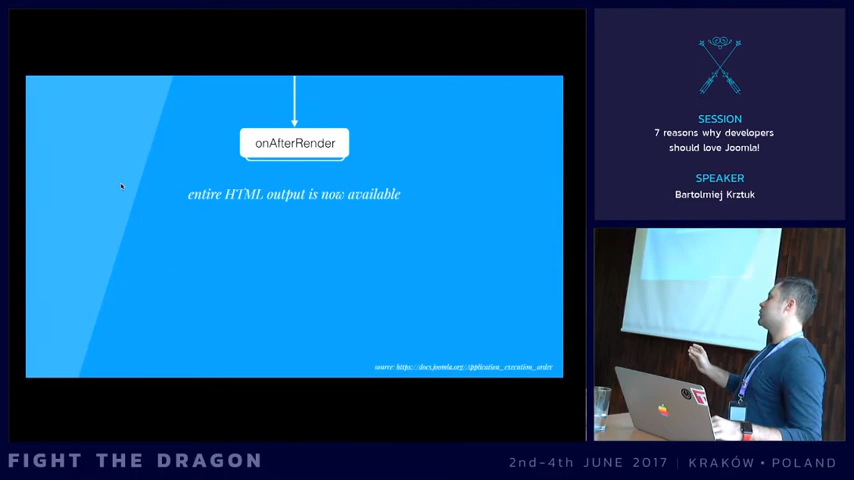 onAfterRender
entire HTML output is now available
source: https://docs.joomla.org/Application_execution_order
SESSION
7 reasons why developers
should love Joomla!
SPEAKER
Bartolmiej Krztuk
FIGHT THE DRAGON
2nd-4th JUNE 2017 | KRAKÓW • POLAND